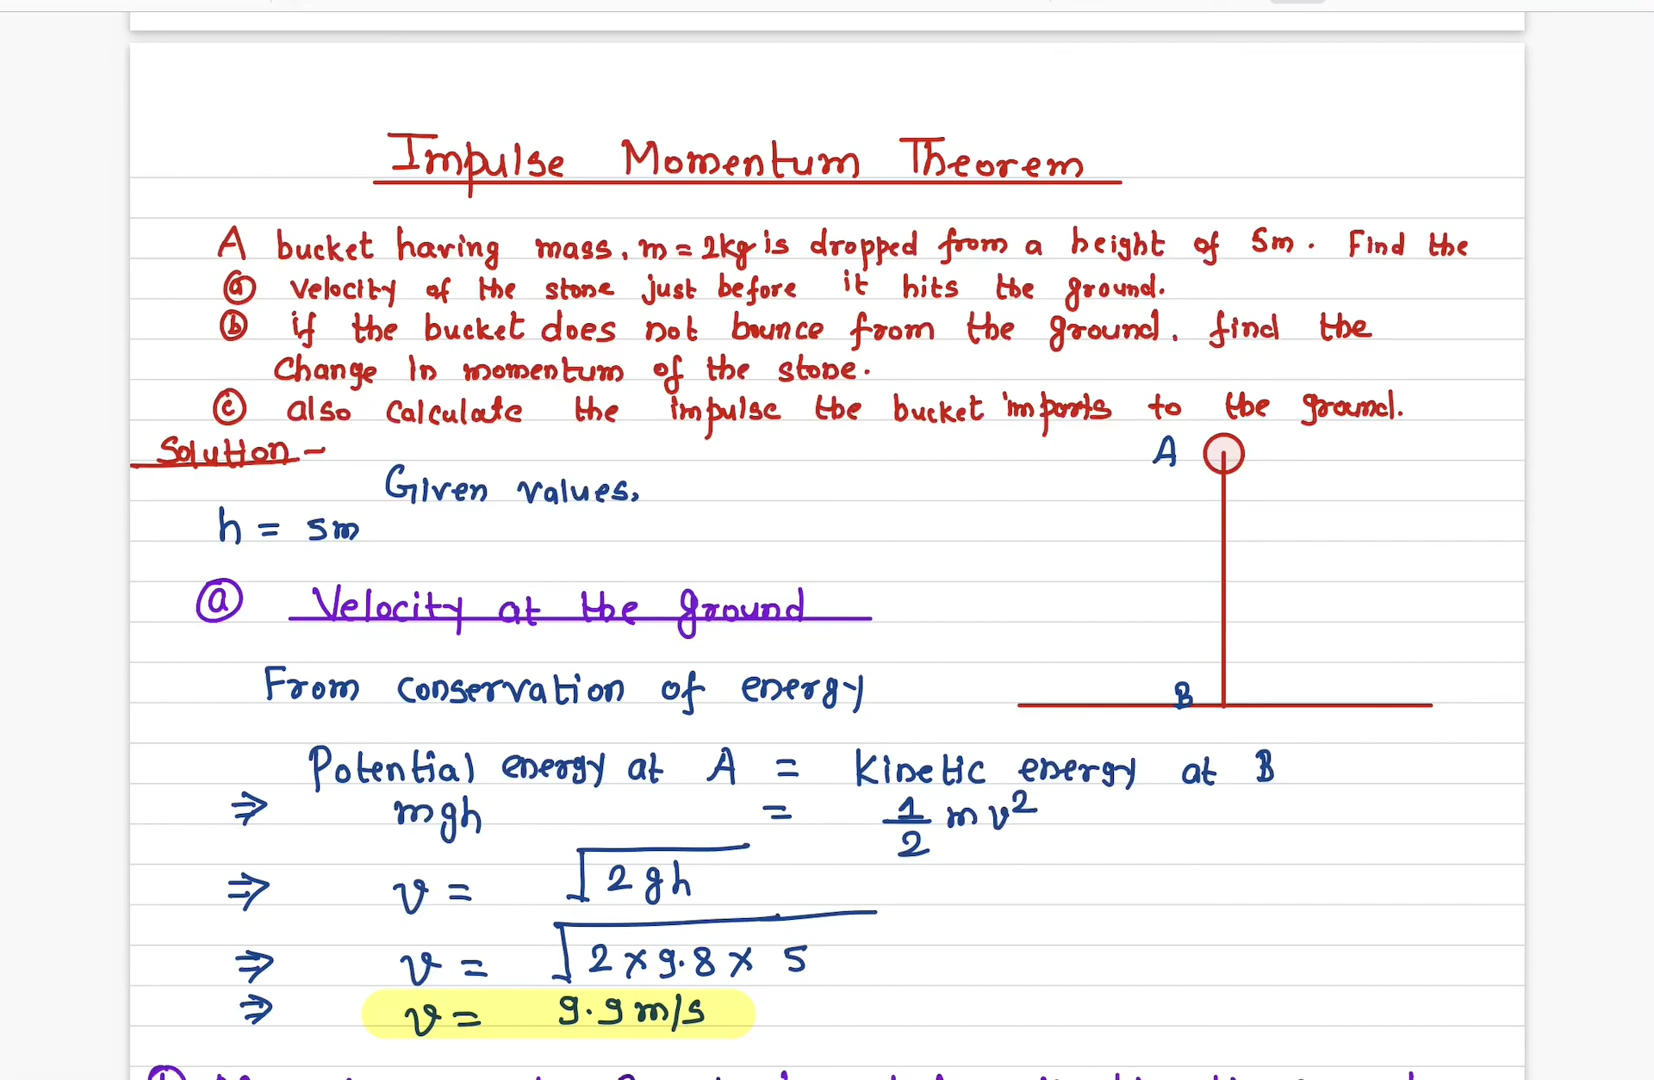 Impulse Momentum Theorem
A bucket having mass, m = 2kg is dropped from a height of 5m. Find the
ⓐ velocity of the stone just before it hits the ground.
ⓑ if the bucket does not bounce from the ground, find the
Change in momentum of the stone.
ⓒ also calculate the impulse the bucket imparts to the ground.
Solution -
A
Given values,
h = 5m
ⓐ Velocity at the ground
From conservation of energy
B
Potential energy at A = kinetic energy at B
⇒ mgh = 1/2 mv²
⇒ v = √2gh
⇒ v = √2×9.8×5
⇒ v = 9.9m/s